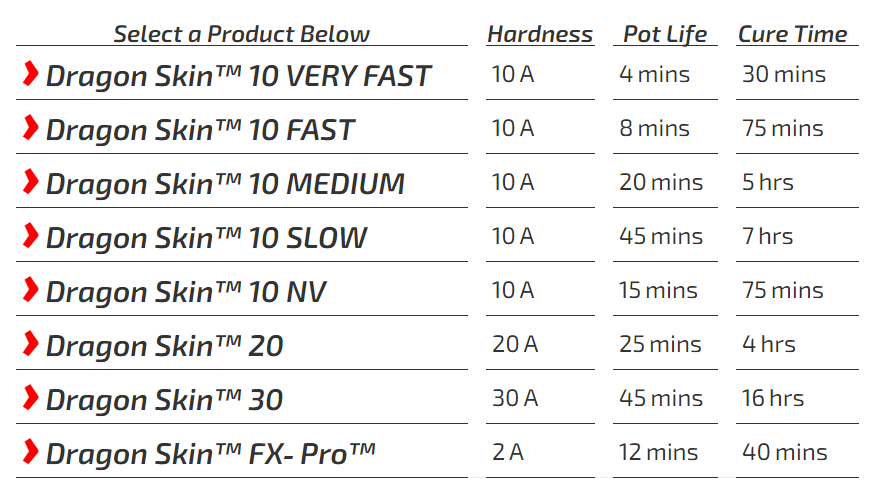 Select a Product Below Hardness Pot Life Cure Time
Dragon Skin™ 10 VERY FAST 10 A 4 mins 30 mins
Dragon Skin™ 10 FAST 10 A 8 mins 75 mins
Dragon Skin™ 10 MEDIUM 10 A 20 mins 5 hrs
Dragon Skin™ 10 SLOW 10 A 45 mins 7 hrs
Dragon Skin™ 10 NV 10 A 15 mins 75 mins
Dragon Skin™ 20 20 A 25 mins 4 hrs
Dragon Skin™ 30 30 A 45 mins 16 hrs
Dragon Skin™ FX- Pro™ 2 A 12 mins 40 mins